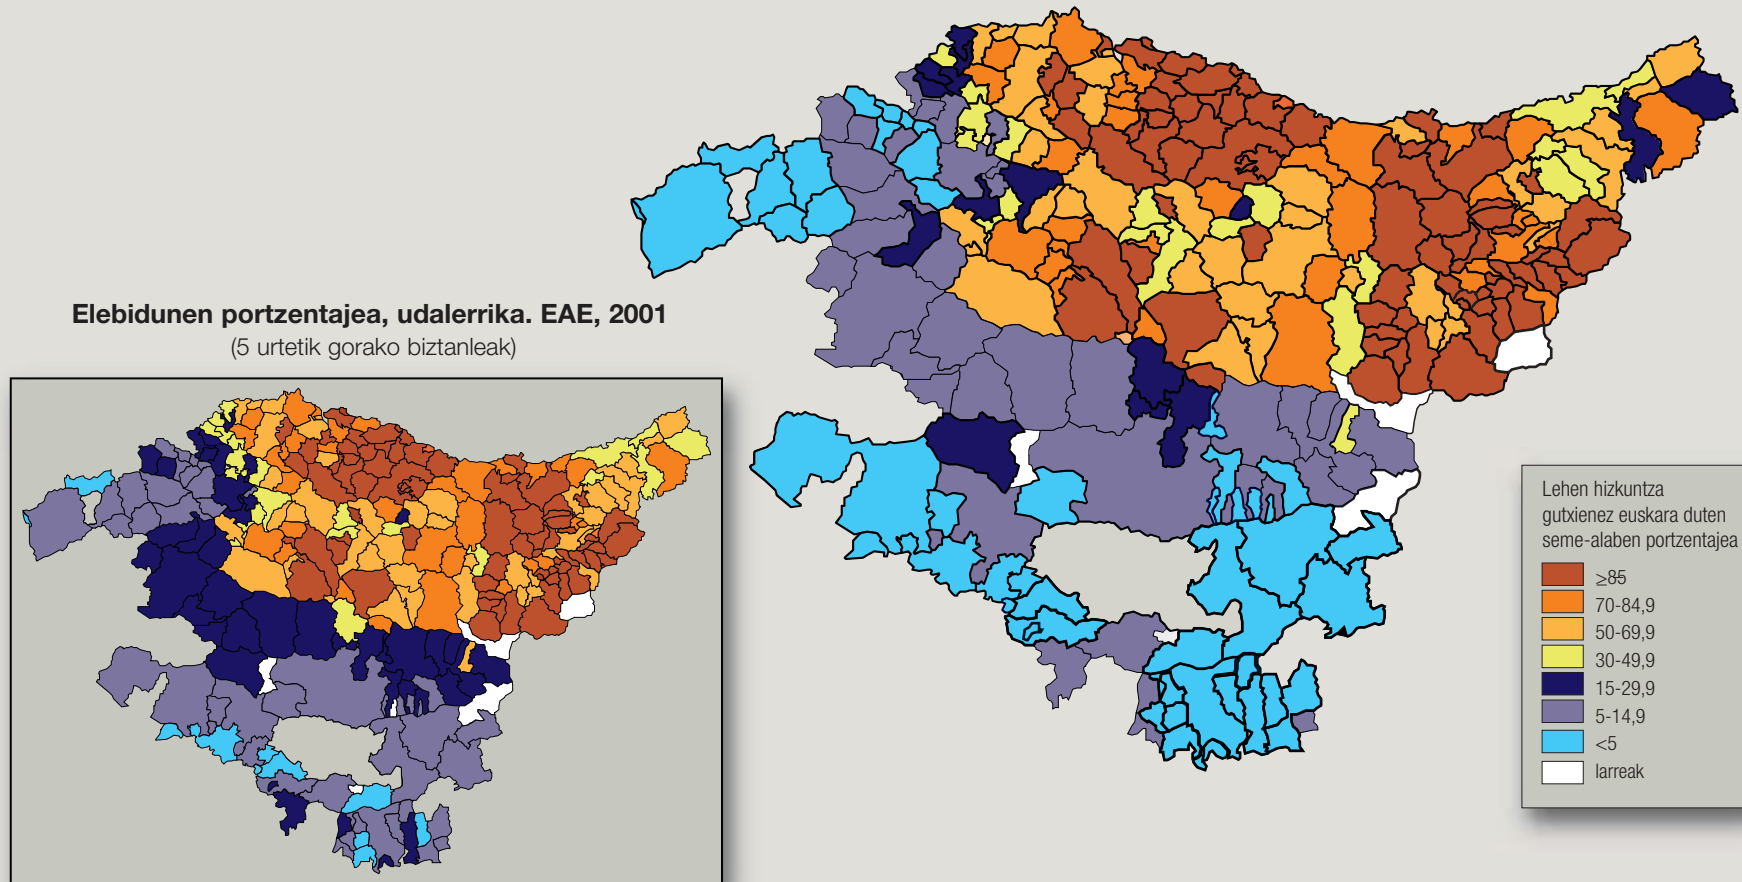 Elebidunen portzentajea, udalerrika. EAE, 2001
(5 urtetik gorako biztanleak)
Lehen hizkuntza
gutxienez euskara duten
seme-alaben portzentajea
≥85
70-84,9
50-69,9
30-49,9
15-29,9
5-14,9
<5
larreak